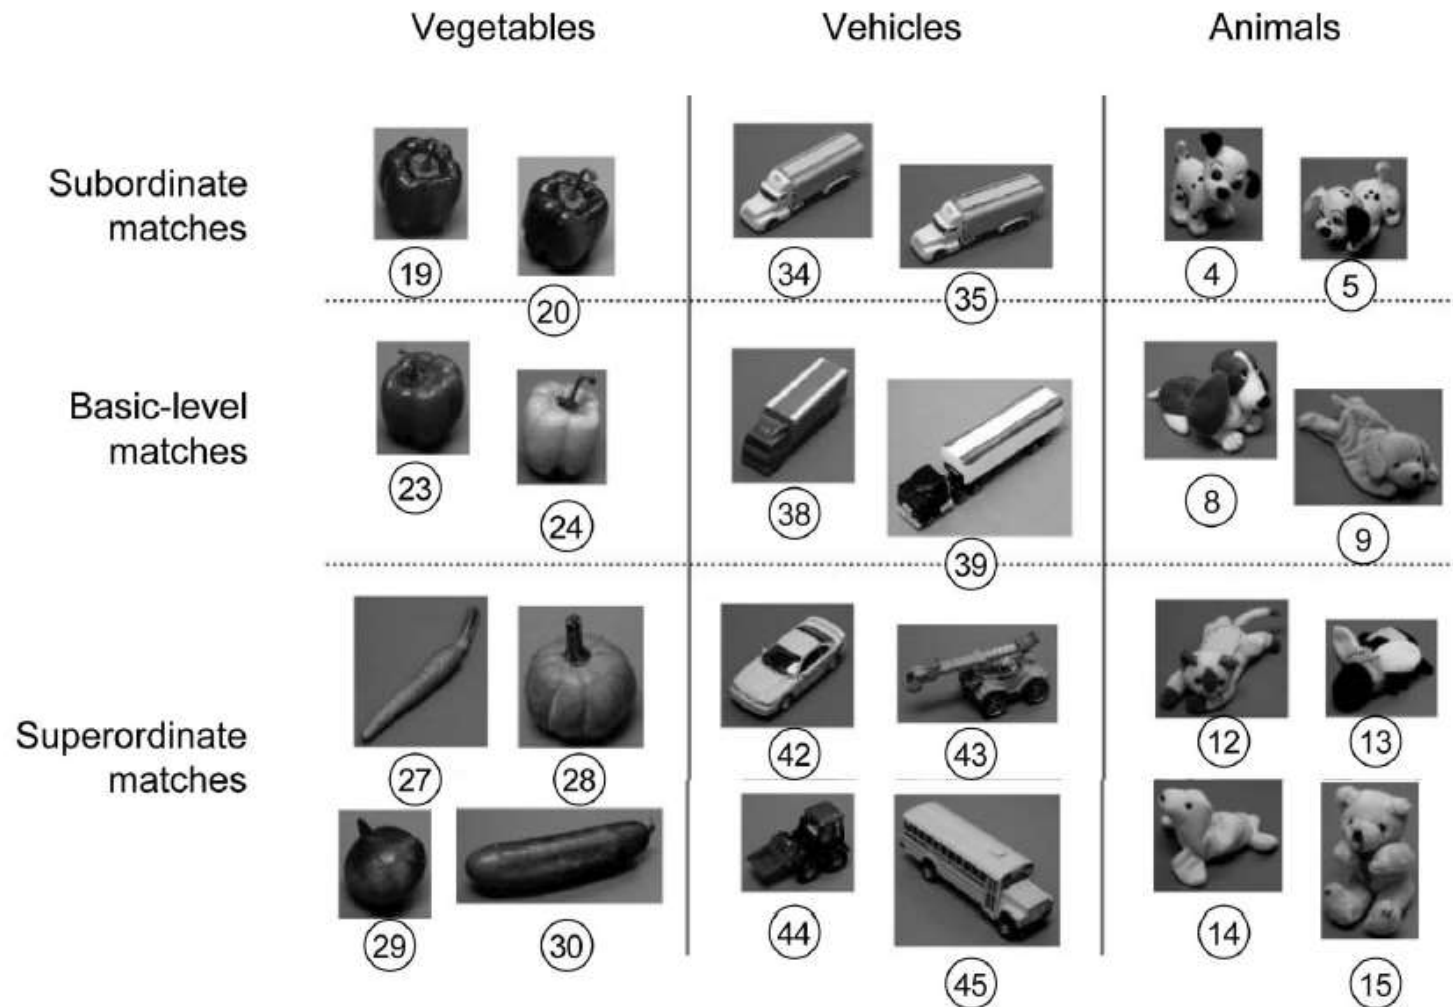 Vegetables
Vehicles
Animals
Subordinate
matches
19
20
34
35
4
5
Basic-level
matches
23
24
38
39
8
9
Superordinate
matches
27
28
42
43
12
13
29
30
44
45
14
15